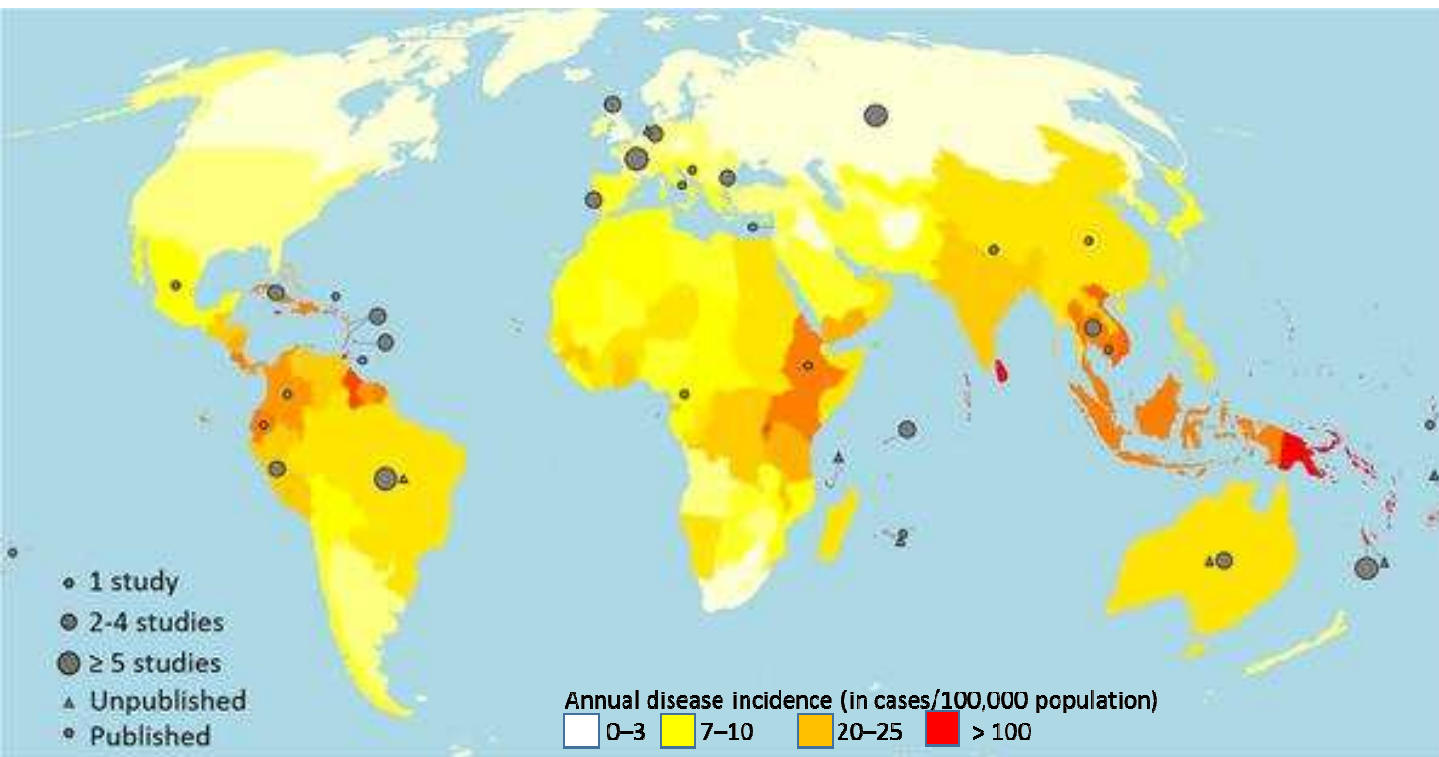 1 study
2-4 studies
≥ 5 studies
Unpublished
Published
Annual disease incidence (in cases/100,000 population)
0–3 7–10 20–25 > 100